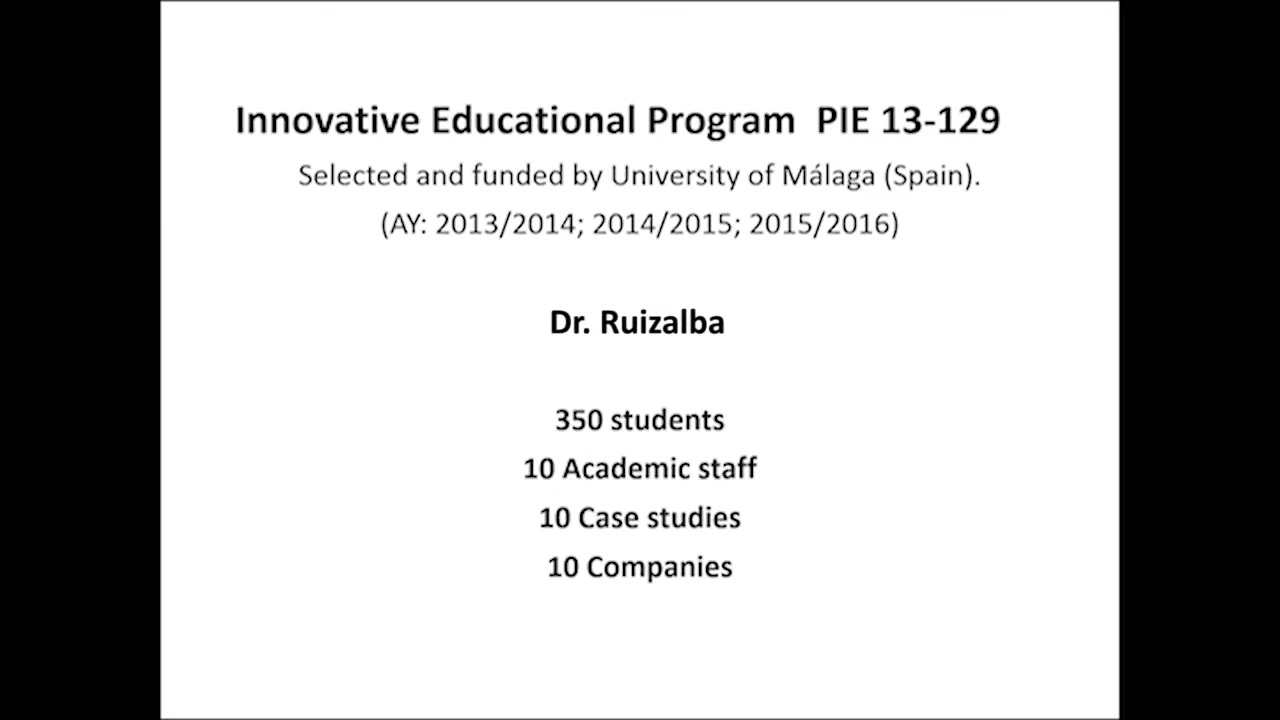 Innovative Educational Program PIE 13-129
Selected and funded by University of Málaga (Spain).
(AY: 2013/2014; 2014/2015; 2015/2016)
Dr. Ruizalba
350 students
10 Academic staff
10 Case studies
10 Companies